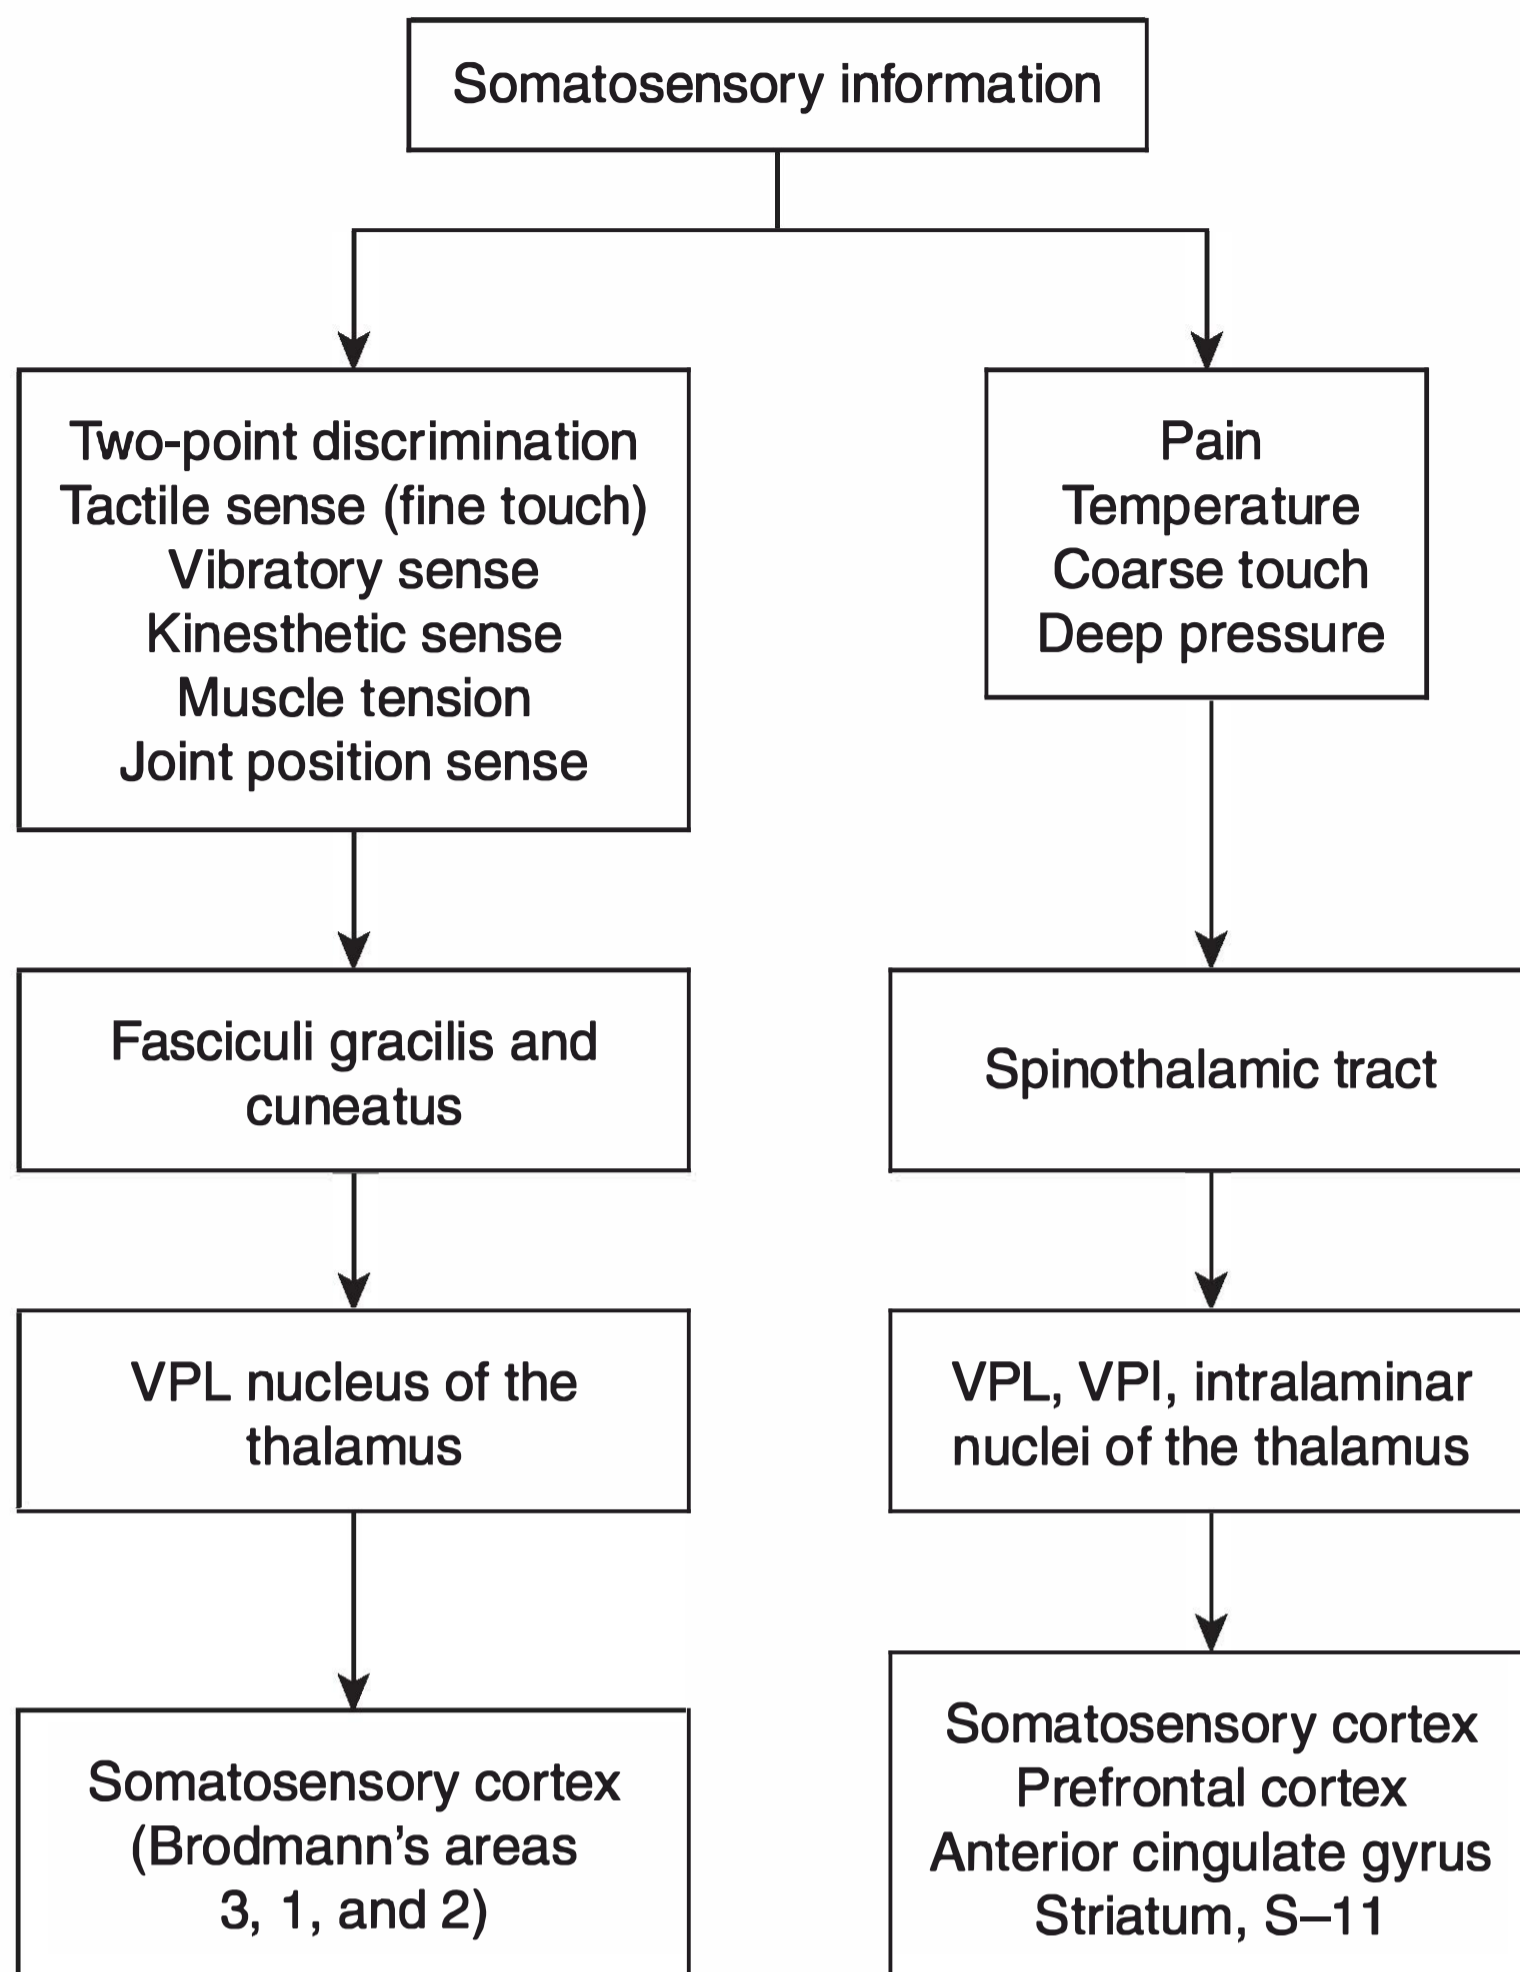 Somatosensory information
Two-point discrimination
Tactile sense (fine touch)
Vibratory sense
Kinesthetic sense
Muscle tension
Joint position sense
Pain
Temperature
Coarse touch
Deep pressure
Fasciculi gracilis and
cuneatus
Spinothalamic tract
VPL nucleus of the
thalamus
VPL, VPI, intralaminar
nuclei of the thalamus
Somatosensory cortex
(Brodmann’s areas
3, 1, and 2)
Somatosensory cortex
Prefrontal cortex
Anterior cingulate gyrus
Striatum, S–11